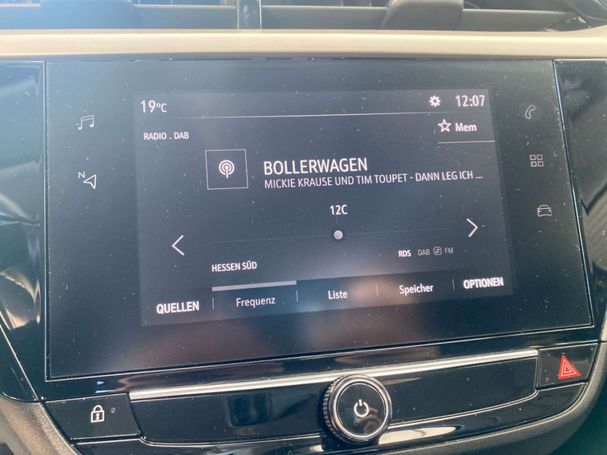 19°C
12:07
RADIO . DAB
Mem
N
BOLLERWAGEN
MICKIE KRAUSE UND TIM TOUPET - DANN LEG ICH ...
12C
HESSEN SÜD
RDS DAB FM
QUELLEN Frequenz Liste Speicher OPTIONEN